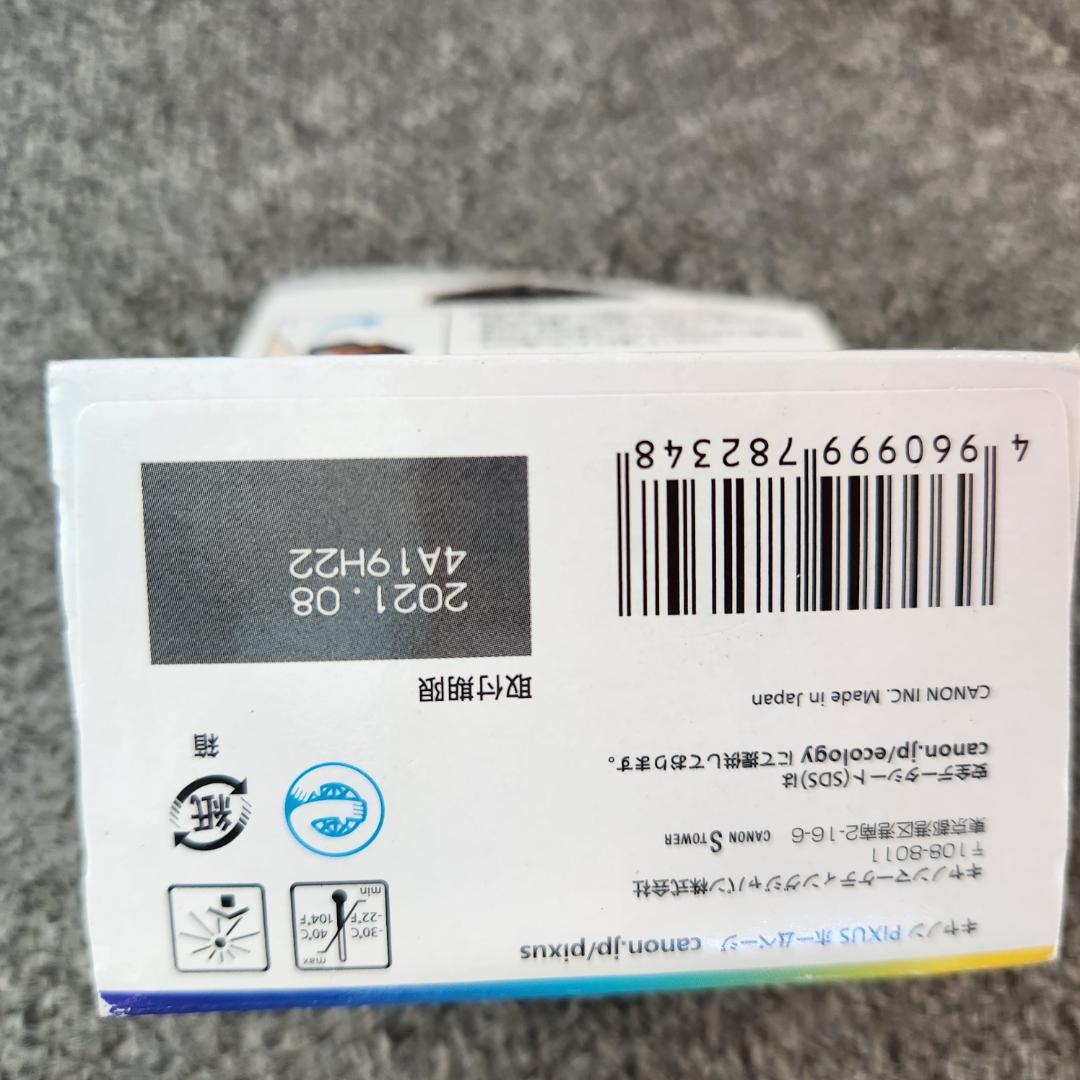 キヤノン PIXUS ホームページ canon.jp/pixus
キヤノンマーケティングジャパン株式会社
〒108-8011
東京都港区港南2-16-6 CANON S TOWER
安全データシート(SDS)は
canon.jp/ecology にて提供しております。
CANON INC. Made in Japan
4 960999 782348
max
-30℃ 40℃
-22°F 104°F
min
紙
箱
取付期限
2021.08
4A19H22